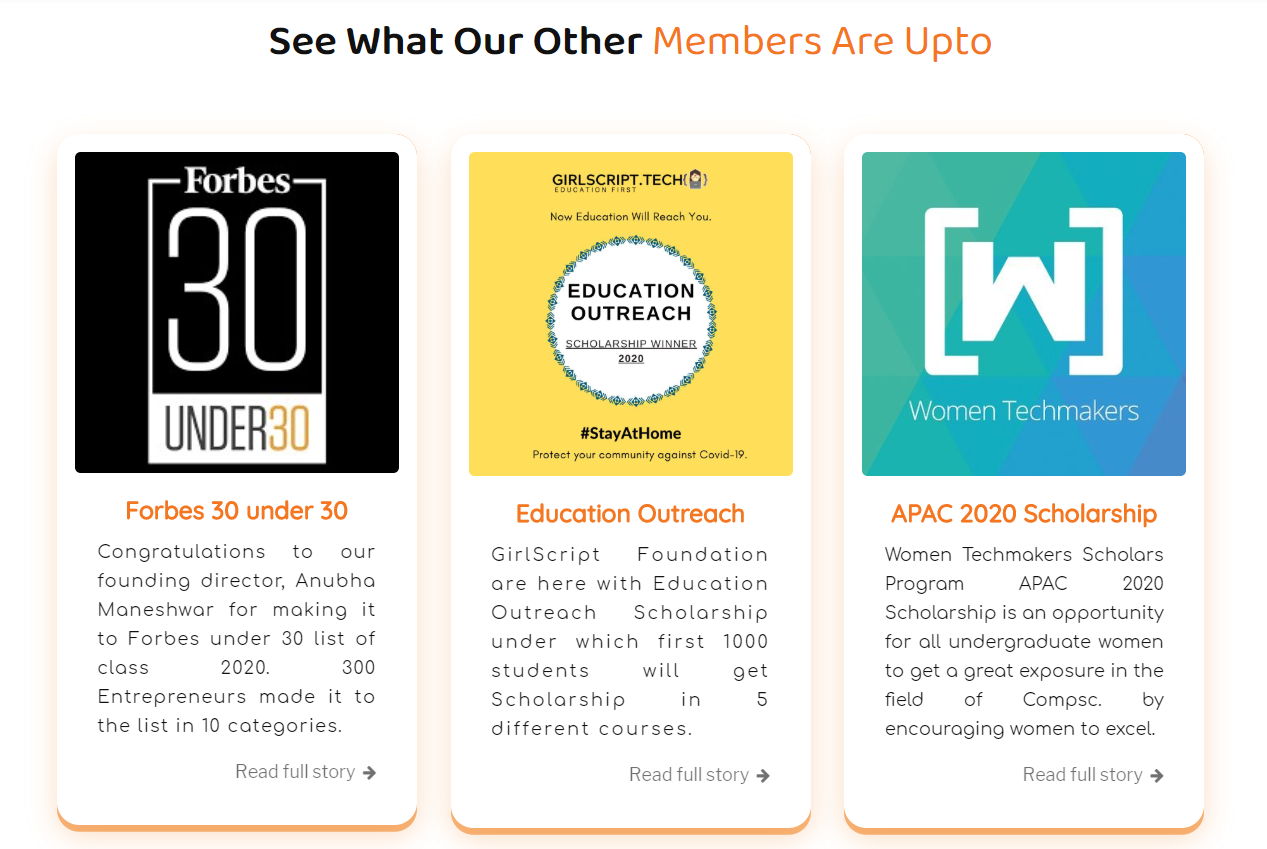 See What Our Other Members Are Upto
Forbes
30
UNDER30
Forbes 30 under 30
Congratulations to our
founding director, Anubha
Maneshwar for making it
to Forbes under 30 list of
class 2020. 300
Entrepreneurs made it to
the list in 10 categories.
Read full story
GIRLSCRIPT.TECH
EDUCATION FIRST
Now Education Will Reach You.
EDUCATION
OUTREACH
SCHOLARSHIP WINNER
2020
#StayAtHome
Protect your community against Covid-19.
Education Outreach
GirlScript Foundation
are here with Education
Outreach Scholarship
under which first 1000
students will get
Scholarship in 5
different courses.
Read full story
[W]
Women Techmakers
APAC 2020 Scholarship
Women Techmakers Scholars
Program APAC 2020
Scholarship is an opportunity
for all undergraduate women
to get a great exposure in the
field of Compsc. by
encouraging women to excel.
Read full story